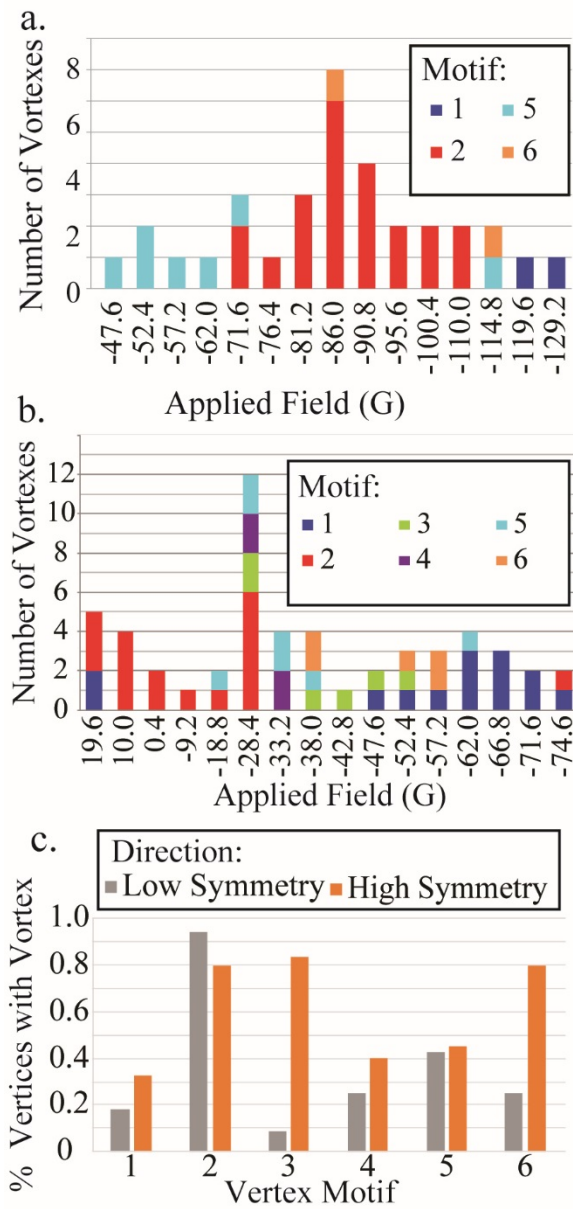 a.
Number of Vortexes
8
6
4
2
0
Motif:
1 5
2 6
-47.6 -52.4 -57.2 -62.0 -71.6 -76.4 -81.2 -86.0 -90.8 -95.6 -100.4 -110.0 -114.8 -119.6 -129.2
Applied Field (G)
b.
Number of Vortexes
12
10
8
6
4
2
0
Motif:
1 3 5
2 4 6
19.6 10.0 0.4 -9.2 -18.8 -28.4 -33.2 -38.0 -42.8 -47.6 -52.4 -57.2 -62.0 -66.8 -71.6 -74.6
Applied Field (G)
c.
Direction:
Low Symmetry High Symmetry
% Vertices with Vortex
1.0
0.8
0.6
0.4
0.2
0
1 2 3 4 5 6
Vertex Motif